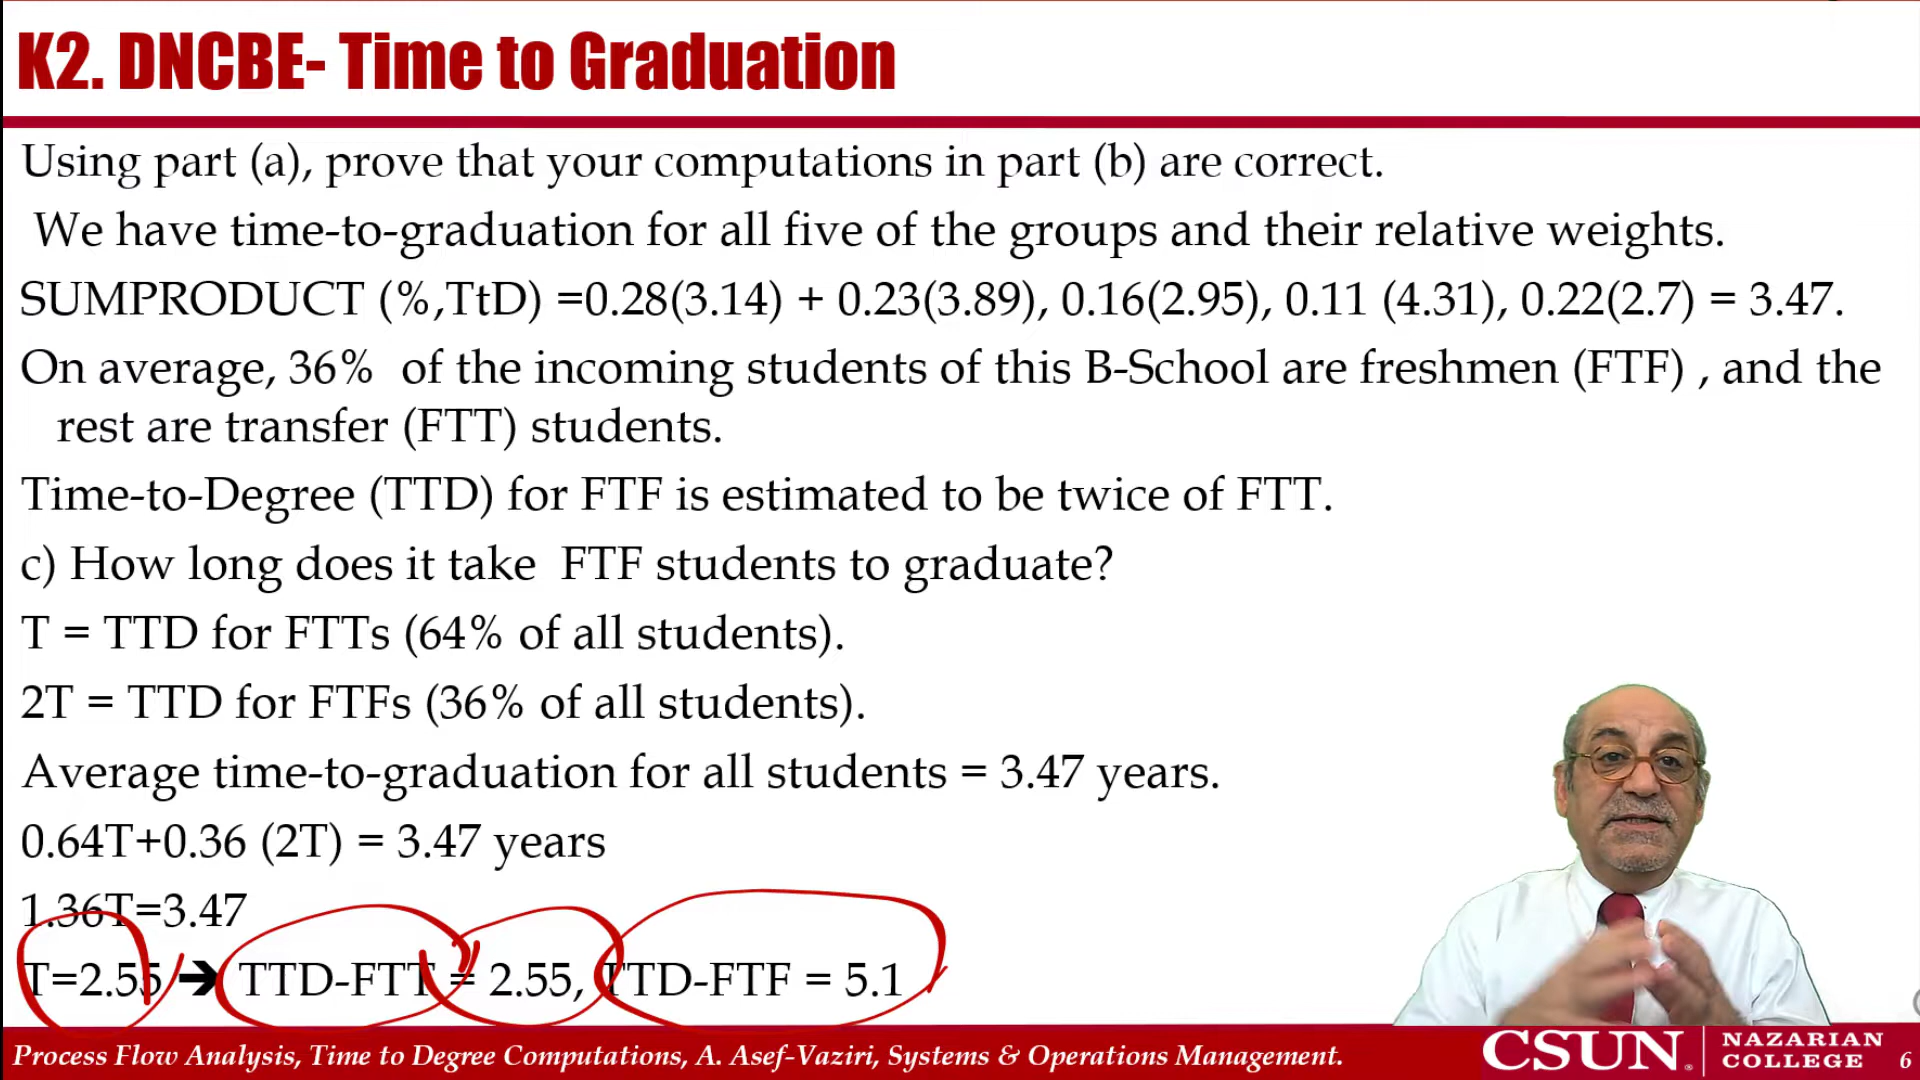 K2. DNCBE- Time to Graduation
Using part (a), prove that your computations in part (b) are correct.
We have time-to-graduation for all five of the groups and their relative weights.
SUMPRODUCT (%,TtD) =0.28(3.14) + 0.23(3.89), 0.16(2.95), 0.11 (4.31), 0.22(2.7) = 3.47.
On average, 36% of the incoming students of this B-School are freshmen (FTF) , and the
rest are transfer (FTT) students.
Time-to-Degree (TTD) for FTF is estimated to be twice of FTT.
c) How long does it take FTF students to graduate?
T = TTD for FTTs (64% of all students).
2T = TTD for FTFs (36% of all students).
Average time-to-graduation for all students = 3.47 years.
0.64T+0.36 (2T) = 3.47 years
1.36T=3.47
T=2.55 ➔ TTD-FTT = 2.55, TTD-FTF = 5.1
Process Flow Analysis, Time to Degree Computations, A. Asef-Vaziri, Systems & Operations Management.
CSUN. NAZARIAN
COLLEGE 6